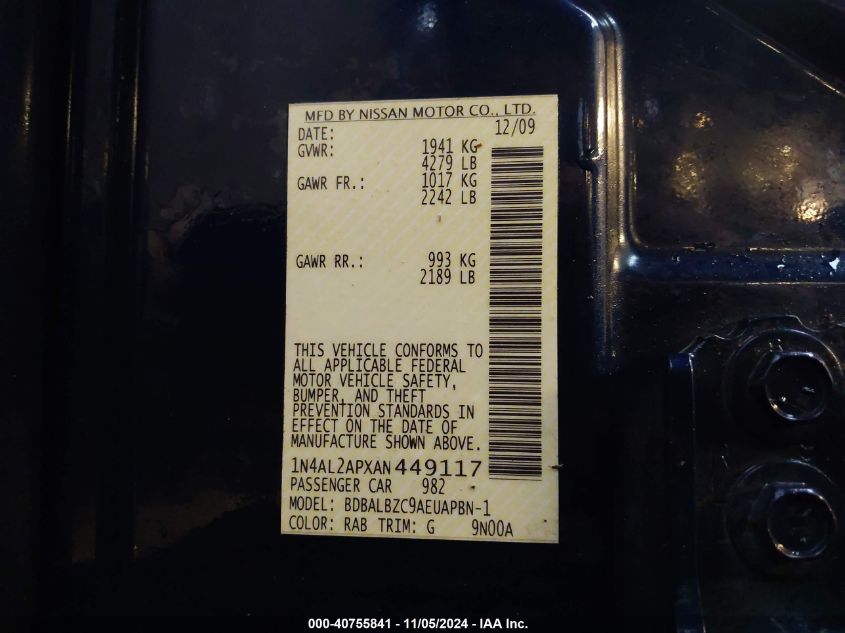 MFD BY NISSAN MOTOR CO., LTD.
DATE: 12/09
GVWR: 1941 KG
4279 LB
GAWR FR.: 1017 KG
2242 LB
GAWR RR.: 993 KG
2189 LB
THIS VEHICLE CONFORMS TO
ALL APPLICABLE FEDERAL
MOTOR VEHICLE SAFETY,
BUMPER, AND THEFT
PREVENTION STANDARDS IN
EFFECT ON THE DATE OF
MANUFACTURE SHOWN ABOVE.
1N4AL2APXAN449117
PASSENGER CAR 982
MODEL: BDBALBZC9AEUAPBN-1
COLOR: RAB TRIM: G 9N00A
000-40755841 - 11/05/2024 - IAA Inc.